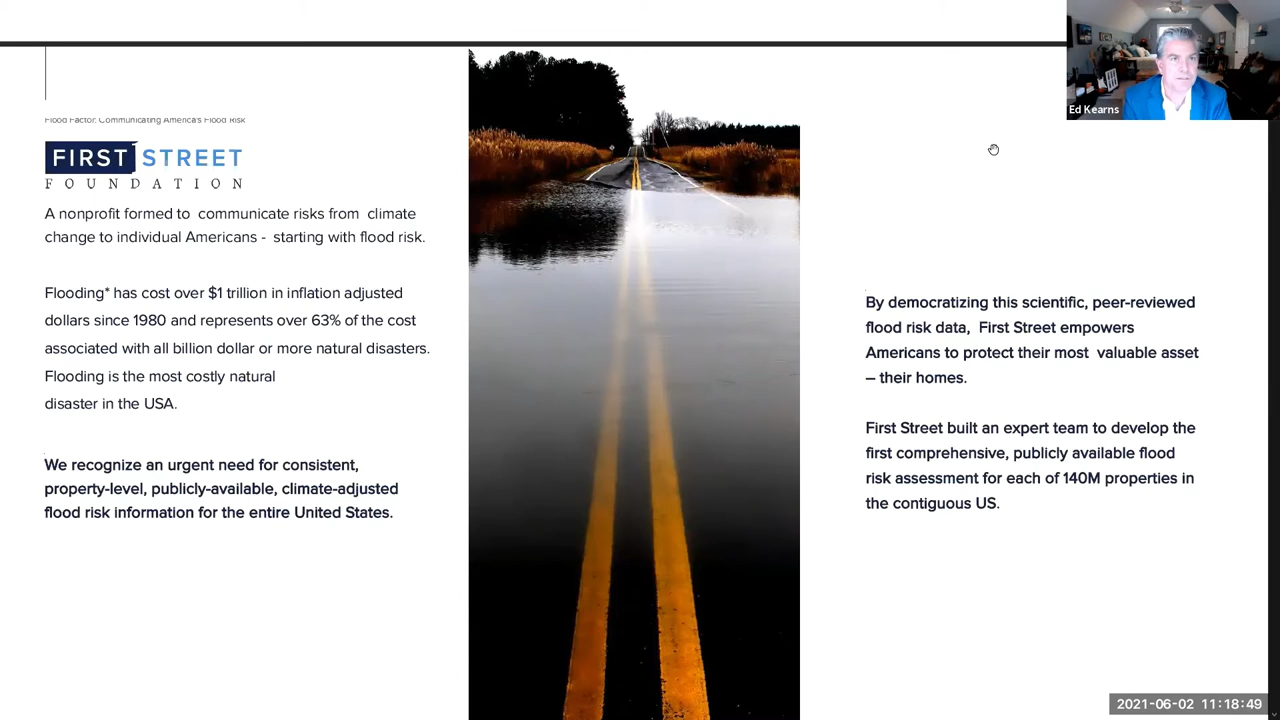 Flood Factor: Communicating America's Flood Risk
FIRST STREET
FOUNDATION
A nonprofit formed to communicate risks from climate
change to individual Americans - starting with flood risk.
Flooding* has cost over $1 trillion in inflation adjusted
dollars since 1980 and represents over 63% of the cost
associated with all billion dollar or more natural disasters.
Flooding is the most costly natural
disaster in the USA.
We recognize an urgent need for consistent,
property-level, publicly-available, climate-adjusted
flood risk information for the entire United States.
By democratizing this scientific, peer-reviewed
flood risk data, First Street empowers
Americans to protect their most valuable asset
– their homes.
First Street built an expert team to develop the
first comprehensive, publicly available flood
risk assessment for each of 140M properties in
the contiguous US.
Ed Kearns
2021-06-02 11:18:49